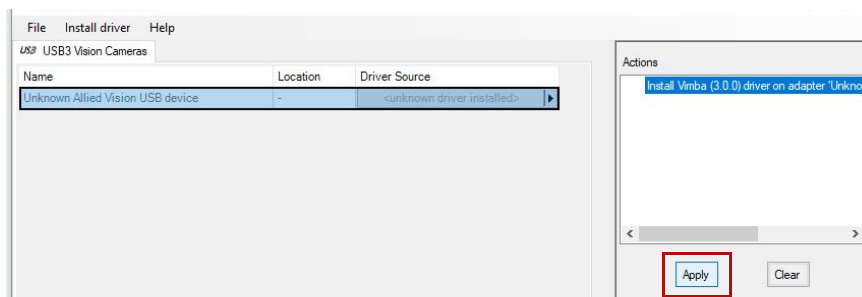 File Install driver Help
USB USB3 Vision Cameras
Name Location Driver Source
Unknown Allied Vision USB device - <unknown driver installed>
Actions
Install Vimba (3.0.0) driver on adapter 'Unkno
Apply Clear